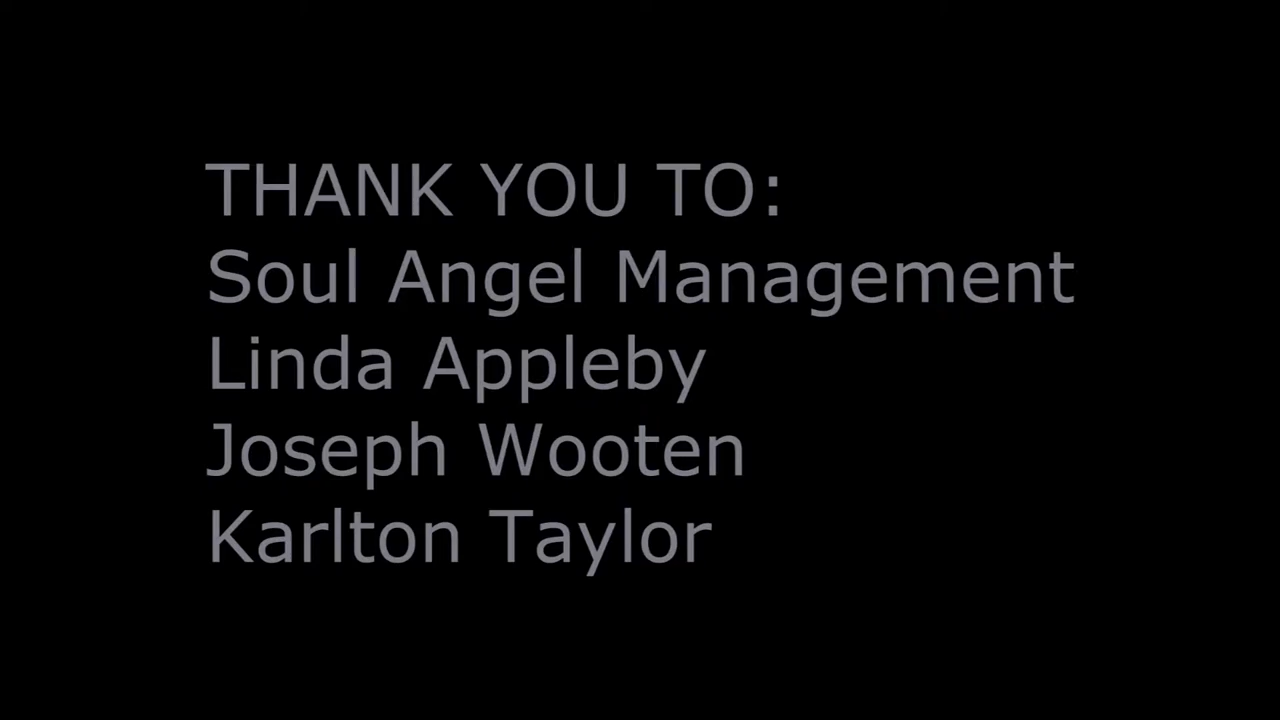 THANK YOU TO:
Soul Angel Management
Linda Appleby
Joseph Wooten
Karlton Taylor